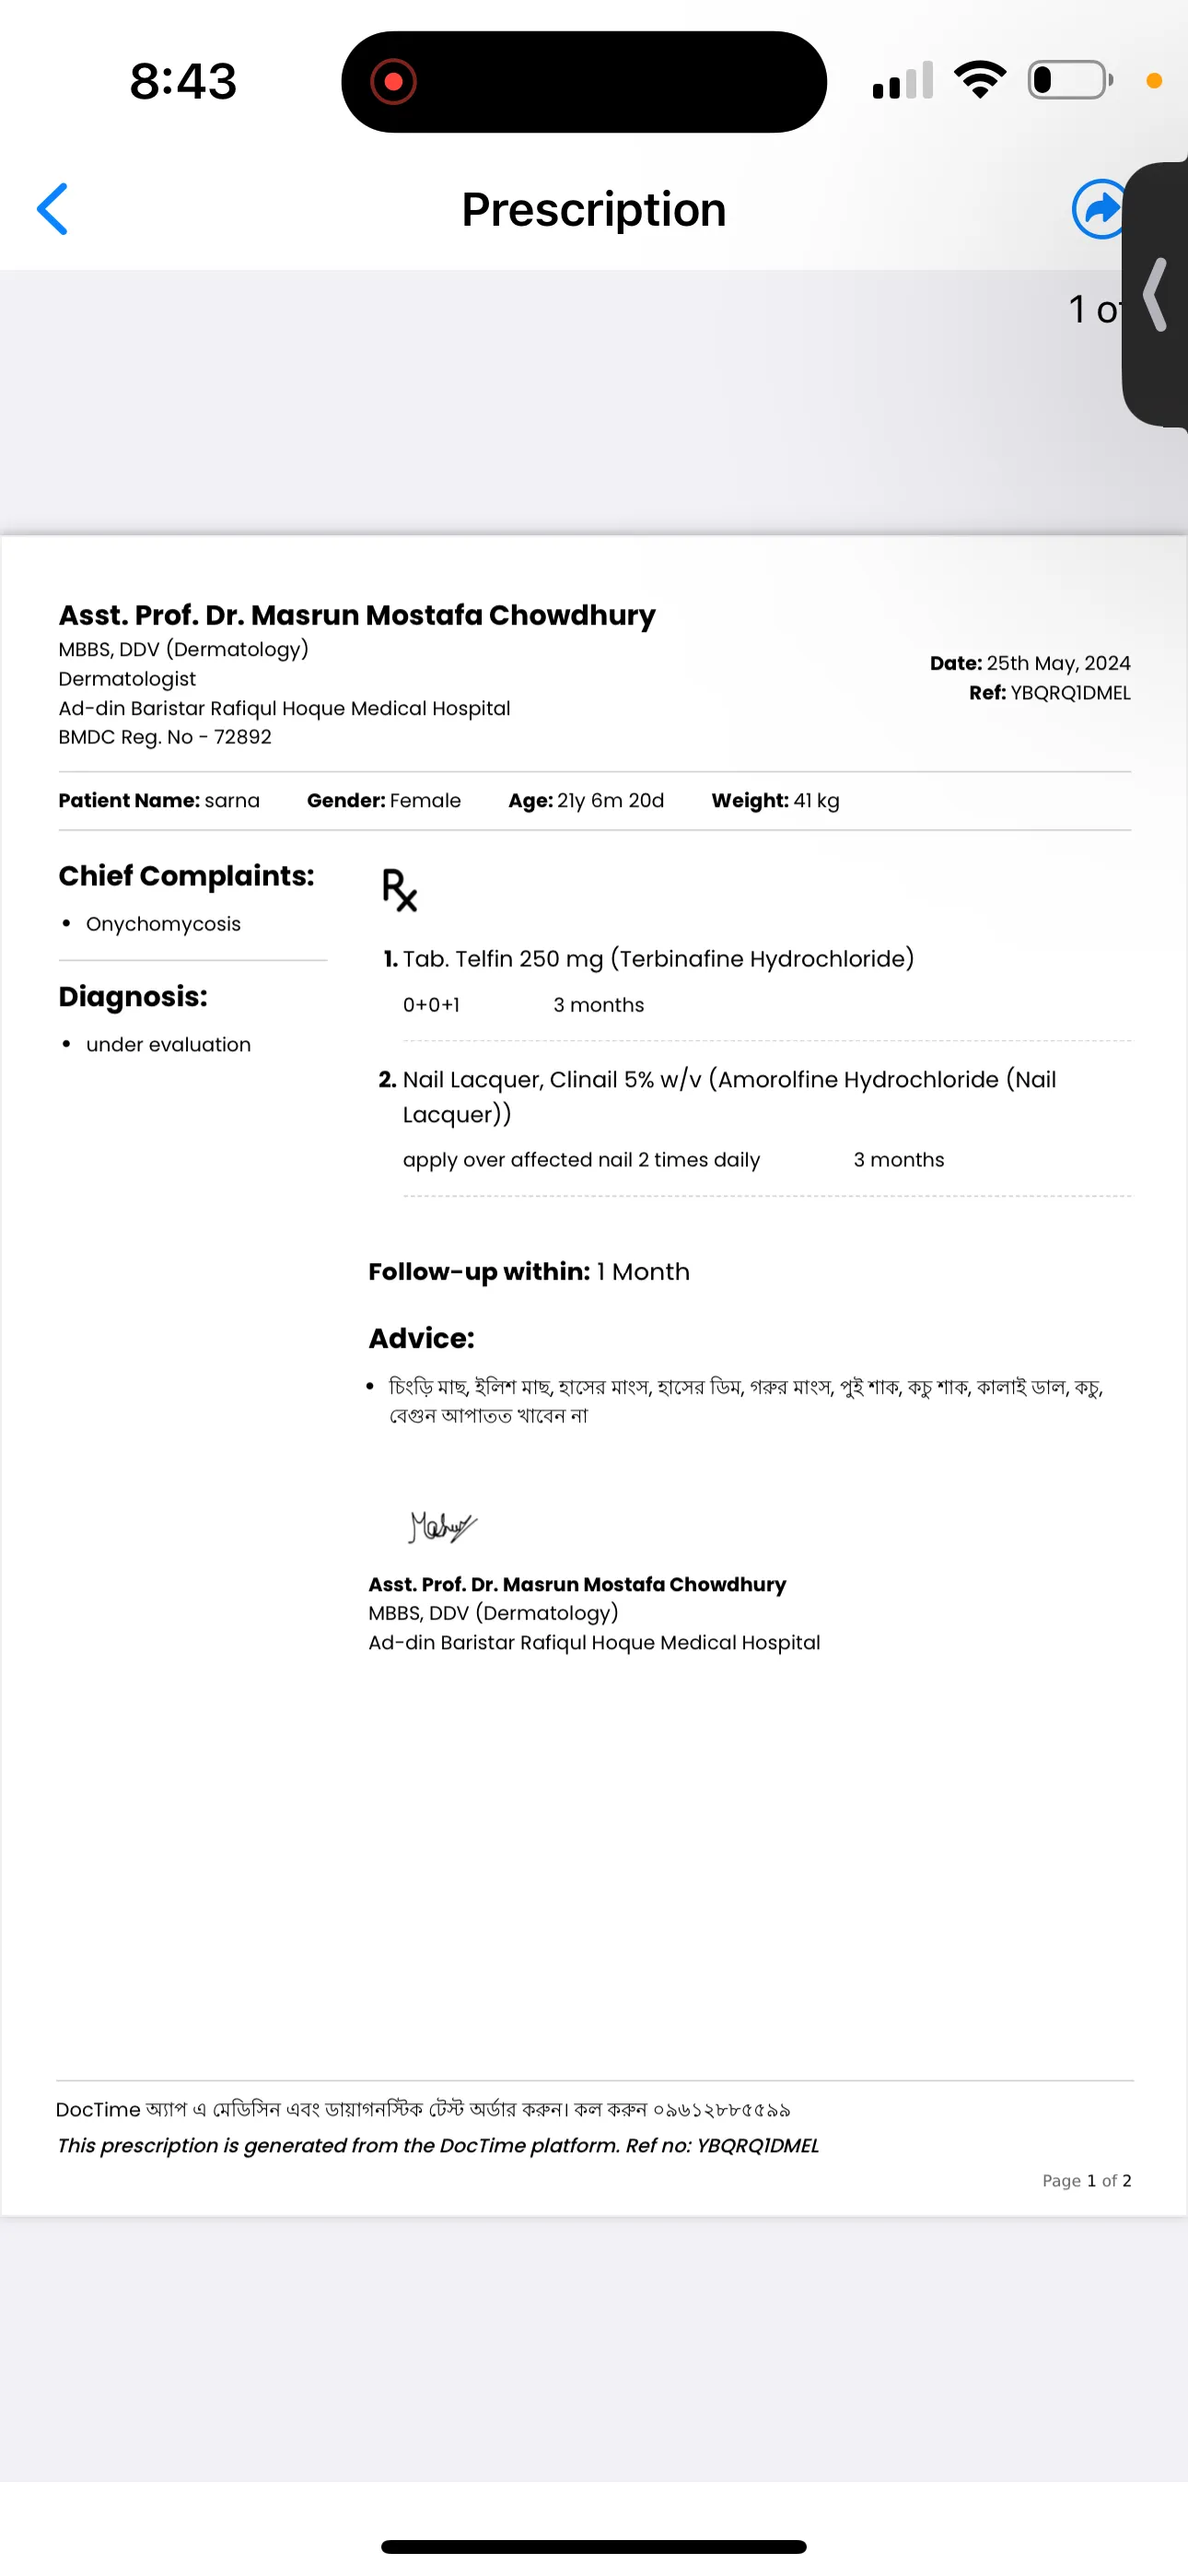 8:43
Prescription
1 of
Asst. Prof. Dr. Masrun Mostafa Chowdhury
MBBS, DDV (Dermatology)
Dermatologist
Ad-din Baristar Rafiqul Hoque Medical Hospital
BMDC Reg. No - 72892
Date: 25th May, 2024
Ref: YBQRQ1DMEL
Patient Name: sarna Gender: Female Age: 21y 6m 20d Weight: 41 kg
Chief Complaints:
• Onychomycosis
Diagnosis:
• under evaluation
Rx
1. Tab. Telfin 250 mg (Terbinafine Hydrochloride)
0+0+1 3 months
2. Nail Lacquer, Clinail 5% w/v (Amorolfine Hydrochloride (Nail
Lacquer))
apply over affected nail 2 times daily 3 months
Follow-up within: 1 Month
Advice:
• চিংড়ি মাছ, ইলিশ মাছ, হাসের মাংস, হাসের ডিম, গরুর মাংস, পুই শাক, কচু শাক, কালাই ডাল, কচু,
বেগুন আপাতত খাবেন না
Asst. Prof. Dr. Masrun Mostafa Chowdhury
MBBS, DDV (Dermatology)
Ad-din Baristar Rafiqul Hoque Medical Hospital
DocTime অ্যাপ এ মেডিসিন এবং ডায়াগনস্টিক টেস্ট অর্ডার করুন। কল করুন ০৯৬১২৮৮৫৫৯৯
This prescription is generated from the DocTime platform. Ref no: YBQRQ1DMEL
Page 1 of 2